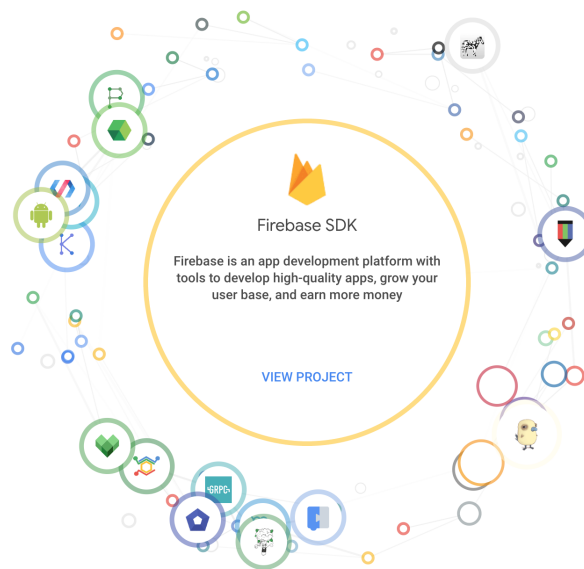 Firebase SDK
Firebase is an app development platform with
tools to develop high-quality apps, grow your
user base, and earn more money
VIEW PROJECT
GRPC